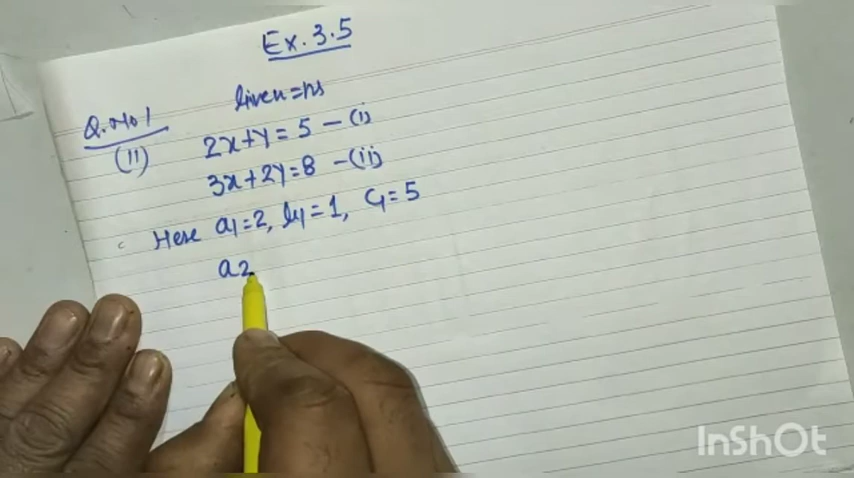 Ex. 3.5
Q. No 1
(II)
Given = ns
2x+y = 5 - (i)
3x+2y = 8 - (ii)
Here a1 = 2, b1 = 1, c1 = 5
a2
InShOt